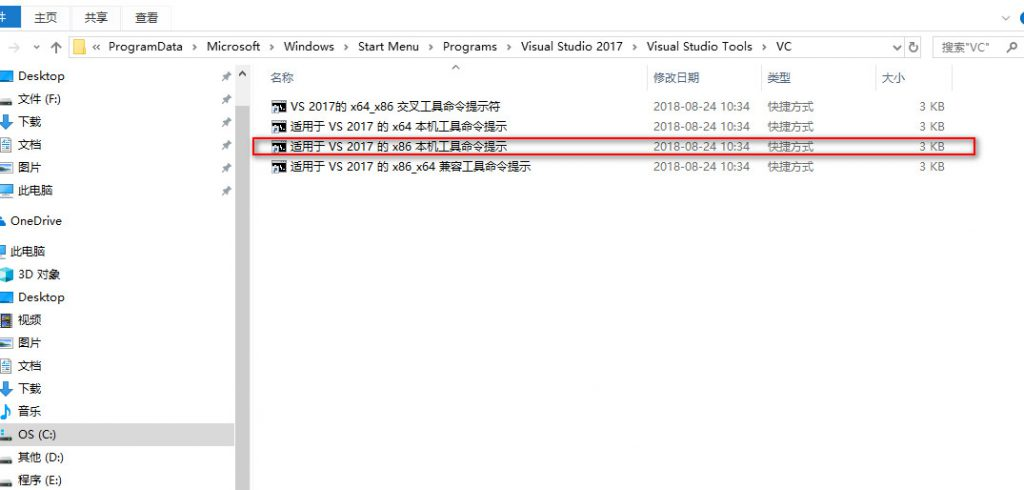 件 主页 共享 查看
« ProgramData Microsoft Windows Start Menu Programs Visual Studio 2017 Visual Studio Tools VC 搜索"VC"
名称 修改日期 类型 大小
VS 2017的 x64_x86 交叉工具命令提示符 2018-08-24 10:34 快捷方式 3 KB
适用于 VS 2017 的 x64 本机工具命令提示 2018-08-24 10:34 快捷方式 3 KB
适用于 VS 2017 的 x86 本机工具命令提示 2018-08-24 10:34 快捷方式 3 KB
适用于 VS 2017 的 x86_x64 兼容工具命令提示 2018-08-24 10:34 快捷方式 3 KB
Desktop
文件 (F:)
下载
文档
图片
此电脑
OneDrive
此电脑
3D 对象
Desktop
视频
图片
文档
下载
音乐
OS (C:)
其他 (D:)
程序 (E:)